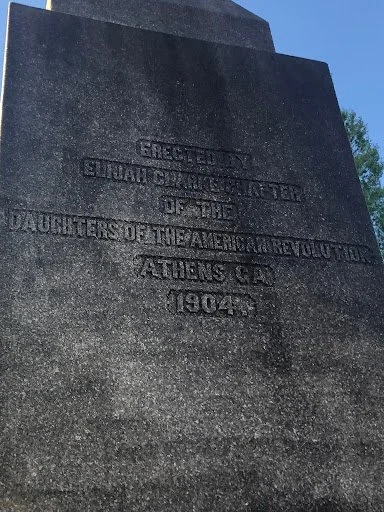 ERECTED BY
ELIJAH CLARKE CHAPTER
OF THE
DAUGHTERS OF THE AMERICAN REVOLUTION
ATHENS GA.
1904.